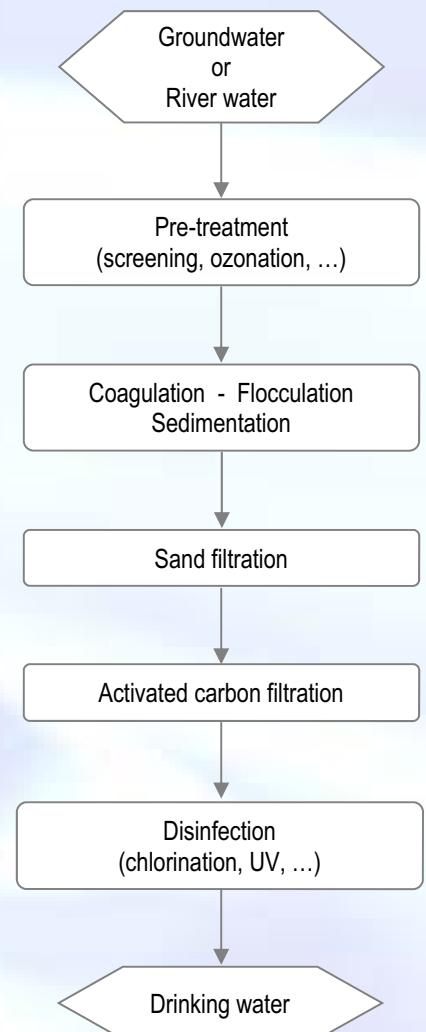 Groundwater
or
River water
Pre-treatment
(screening, ozonation, …)
Coagulation - Flocculation
Sedimentation
Sand filtration
Activated carbon filtration
Disinfection
(chlorination, UV, …)
Drinking water